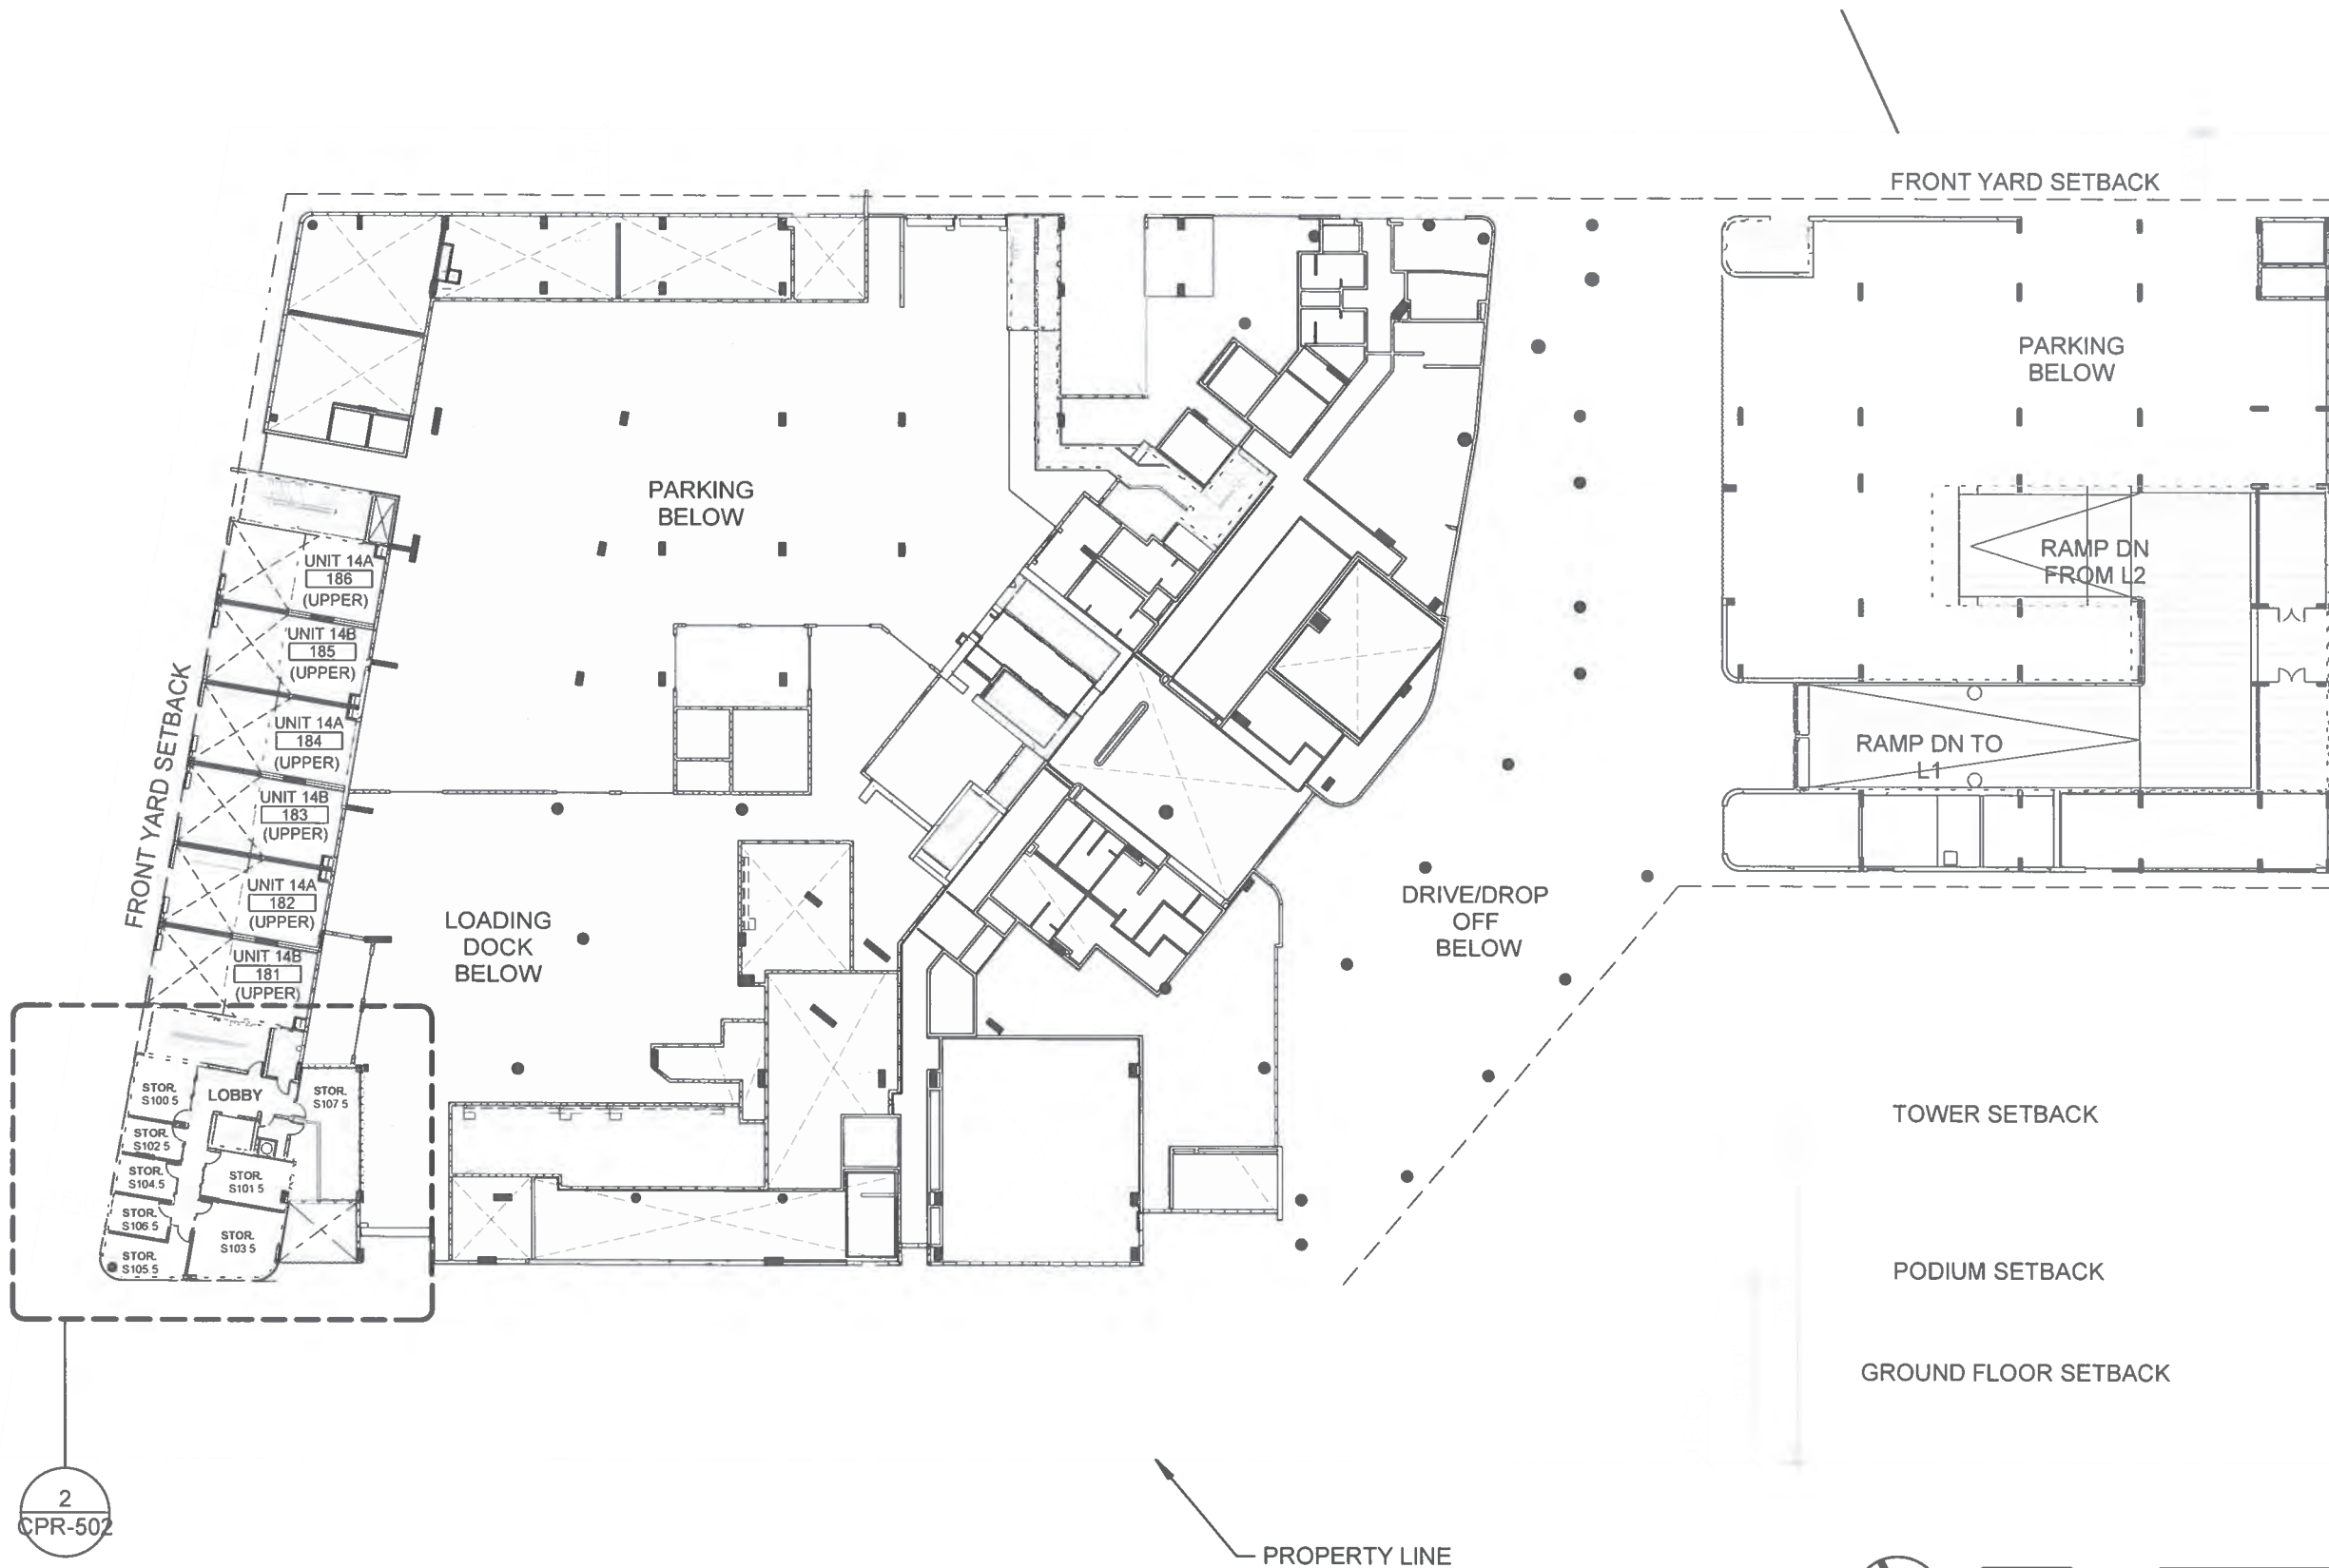 FRONT YARD SETBACK
PARKING
BELOW
PARKING
BELOW
RAMP DN
FROM L2
RAMP DN TO
L1
UNIT 14A
186
(UPPER)
UNIT 14B
185
(UPPER)
UNIT 14A
184
(UPPER)
UNIT 14B
183
(UPPER)
UNIT 14A
182
(UPPER)
UNIT 14B
181
(UPPER)
FRONT YARD SETBACK
LOADING
DOCK
BELOW
DRIVE/DROP
OFF
BELOW
STOR.
S100 5
LOBBY
STOR.
S107 5
STOR.
S102 5
STOR.
S104.5
STOR.
S101 5
STOR.
S106.5
STOR.
S103 5
STOR.
S105.5
TOWER SETBACK
PODIUM SETBACK
GROUND FLOOR SETBACK
2
CPR-502
PROPERTY LINE